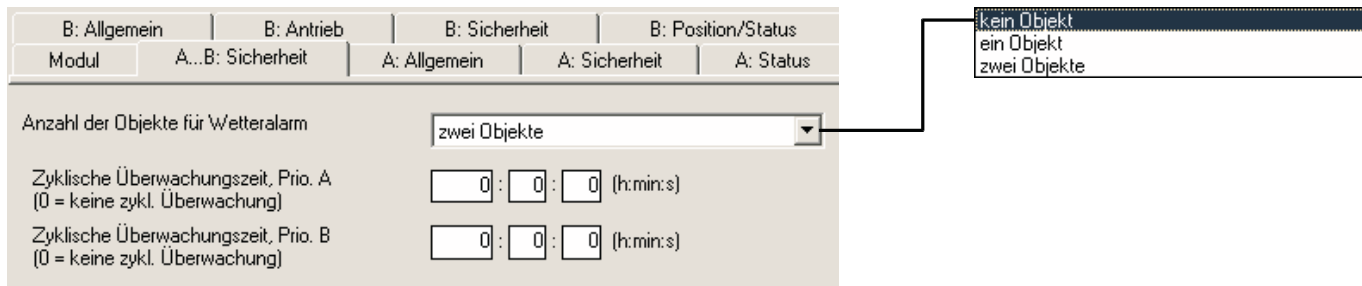 B: Allgemein B: Antrieb B: Sicherheit B: Position/Status
Modul A...B: Sicherheit A: Allgemein A: Sicherheit A: Status
Anzahl der Objekte für Wetteralarm zwei Objekte
Zyklische Überwachungszeit, Prio. A 0 : 0 : 0 (h:min:s)
(0 = keine zykl. Überwachung)
Zyklische Überwachungszeit, Prio. B 0 : 0 : 0 (h:min:s)
(0 = keine zykl. Überwachung)
kein Objekt
ein Objekt
zwei Objekte